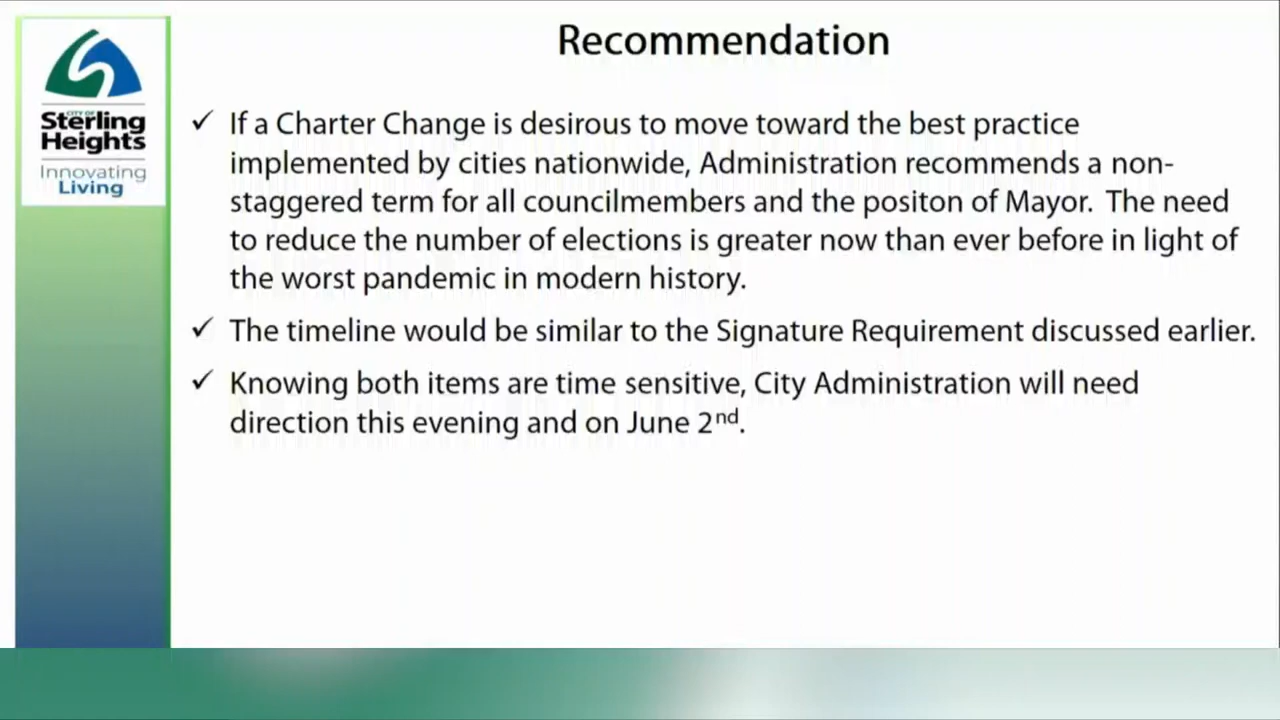 Recommendation
CITY OF
Sterling
Heights
Innovating
Living
✓ If a Charter Change is desirous to move toward the best practice
implemented by cities nationwide, Administration recommends a non-
staggered term for all councilmembers and the positon of Mayor. The need
to reduce the number of elections is greater now than ever before in light of
the worst pandemic in modern history.
✓ The timeline would be similar to the Signature Requirement discussed earlier.
✓ Knowing both items are time sensitive, City Administration will need
direction this evening and on June 2nd.